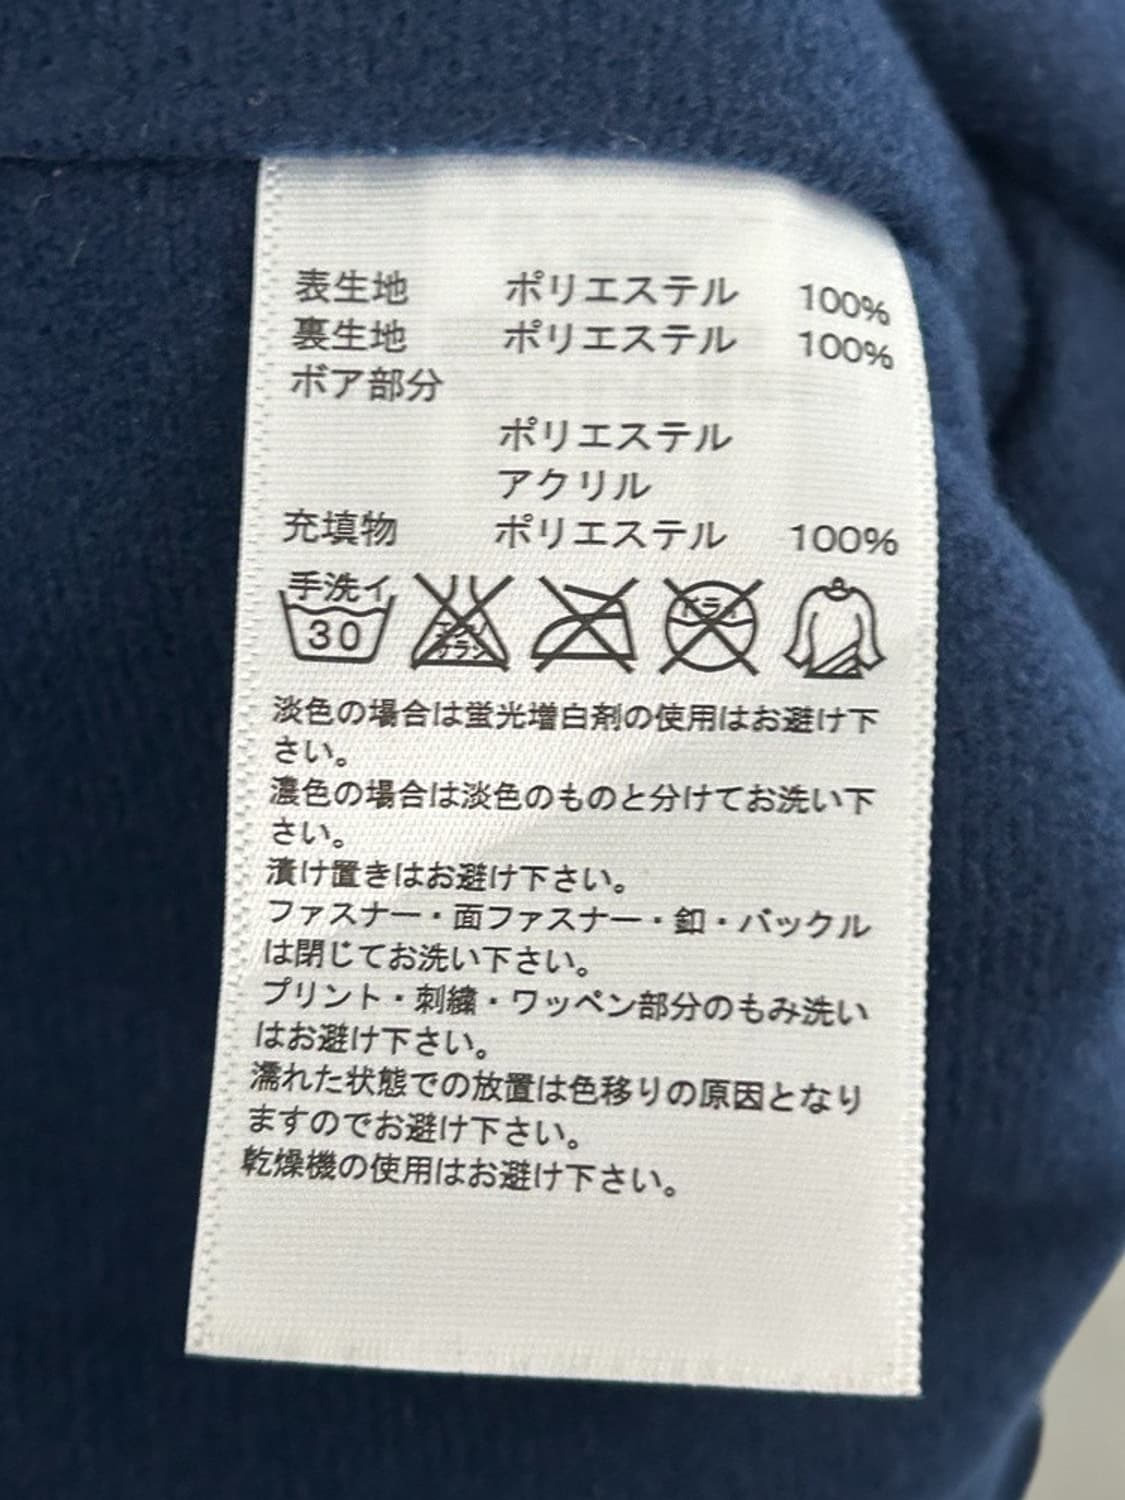 表生地 ポリエステル 100%
裏生地 ポリエステル 100%
ボア部分
ポリエステル
アクリル
充填物 ポリエステル 100%
手洗イ
30
エンソ
サラシ
ドライ
淡色の場合は蛍光増白剤の使用はお避け下
さい。
濃色の場合は淡色のものと分けてお洗い下
さい。
漬け置きはお避け下さい。
ファスナー・面ファスナー・釦・バックル
は閉じてお洗い下さい。
プリント・刺繍・ワッペン部分のもみ洗い
はお避け下さい。
濡れた状態での放置は色移りの原因となり
ますのでお避け下さい。
乾燥機の使用はお避け下さい。